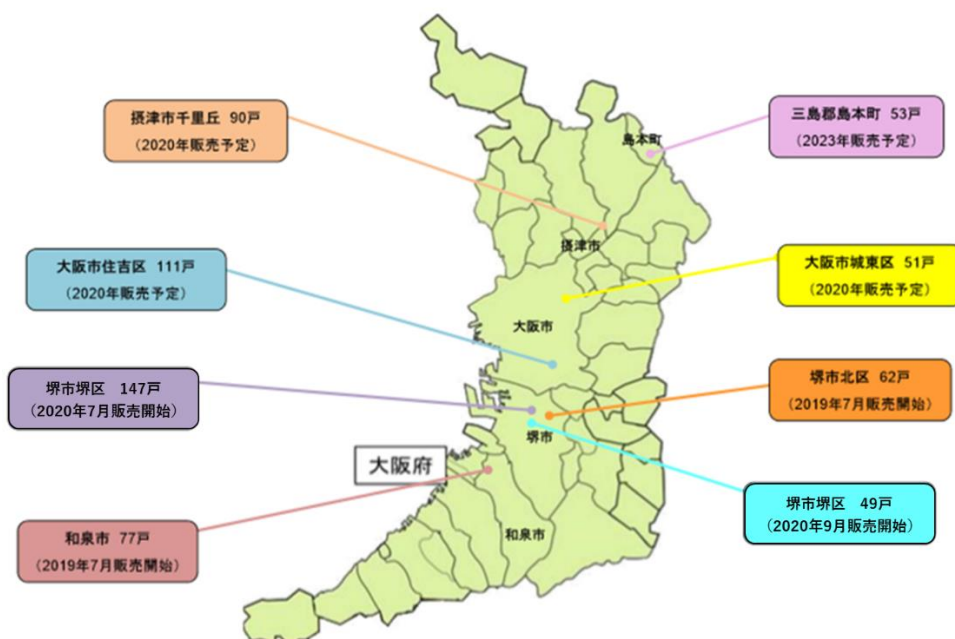 摂津市千里丘 90戸
(2020年販売予定)
三島郡島本町 53戸
(2023年販売予定)
島本町
摂津市
大阪市住吉区 111戸
(2020年販売予定)
大阪市城東区 51戸
(2020年販売予定)
大阪市
堺市堺区 147戸
(2020年7月販売開始)
堺市北区 62戸
(2019年7月販売開始)
堺市
大阪府
堺市堺区 49戸
(2020年9月販売開始)
和泉市 77戸
(2019年7月販売開始)
和泉市